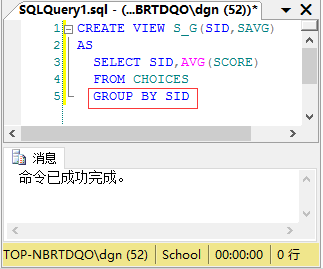 SQLQuery1.sql - (...BRTDQO\dgn (52))*
1 CREATE VIEW S_G(SID,SAVG)
2 AS
3 SELECT SID,AVG(SCORE)
4 FROM CHOICES
5 GROUP BY SID
消息
命令已成功完成。
TOP-NBRTDQO\dgn (52) School 00:00:00 0 行